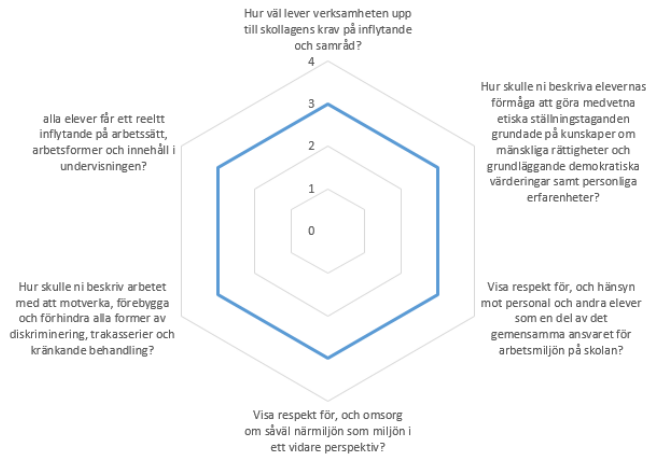 Hur väl lever verksamheten upp
till skollagens krav på inflytande
och samråd?
4
3
2
1
0
Hur skulle ni beskriva elevernas
förmåga att göra medvetna
etiska ställningstaganden
grundade på kunskaper om
mänskliga rättigheter och
grundläggande demokratiska
värderingar samt personliga
erfarenheter?
Visa respekt för, och hänsyn
mot personal och andra elever
som en del av det
gemensamma ansvaret för
arbetsmiljön på skolan?
Visa respekt för, och omsorg
om såväl närmiljön som miljön i
ett vidare perspektiv?
Hur skulle ni beskriv arbetet
med att motverka, förebygga
och förhindra alla former av
diskriminering, trakasserier och
kränkande behandling?
alla elever får ett reeltt
inflytande på arbetssätt,
arbetsformer och innehåll i
undervisningen?